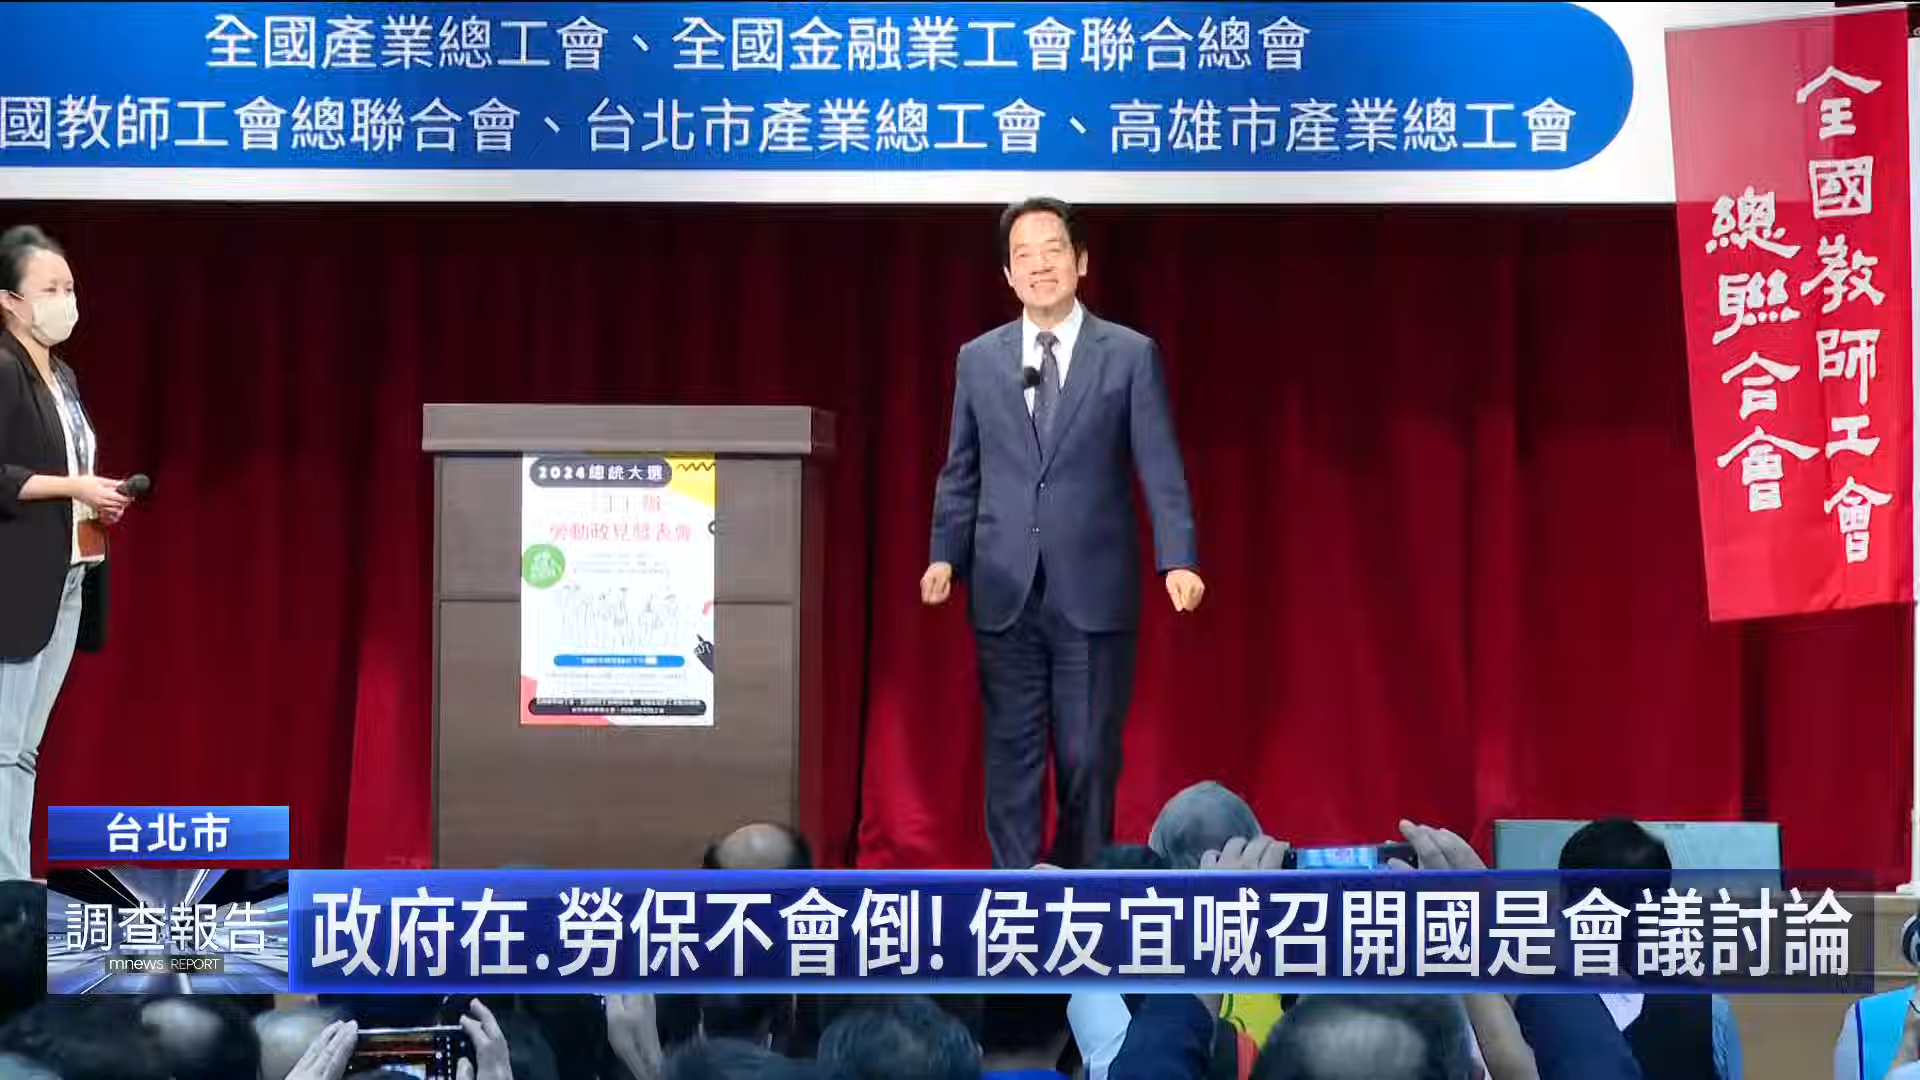 全國產業總工會、全國金融業工會聯合總會
國教師工會總聯合會、台北市產業總工會、高雄市產業總工會
全國教師工會
總聯合會
2024總統大選
勞動政見發表會
台北市
調查報告
mnews REPORT
政府在.勞保不會倒! 侯友宜喊召開國是會議討論